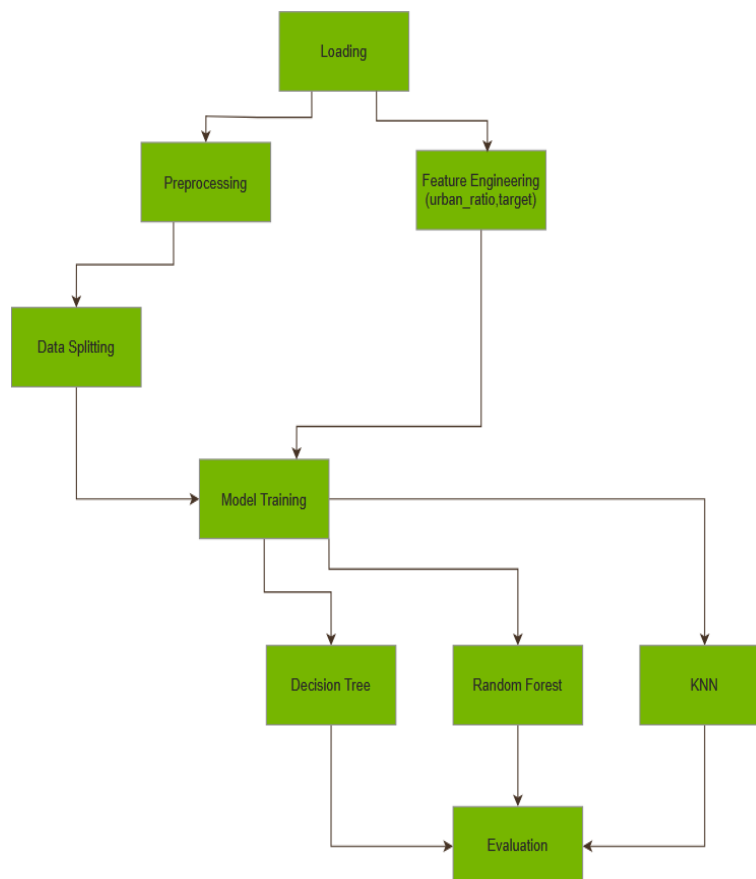 Loading
Preprocessing
Feature Engineering
(urban_ratio,target)
Data Splitting
Model Training
Decision Tree
Random Forest
KNN
Evaluation